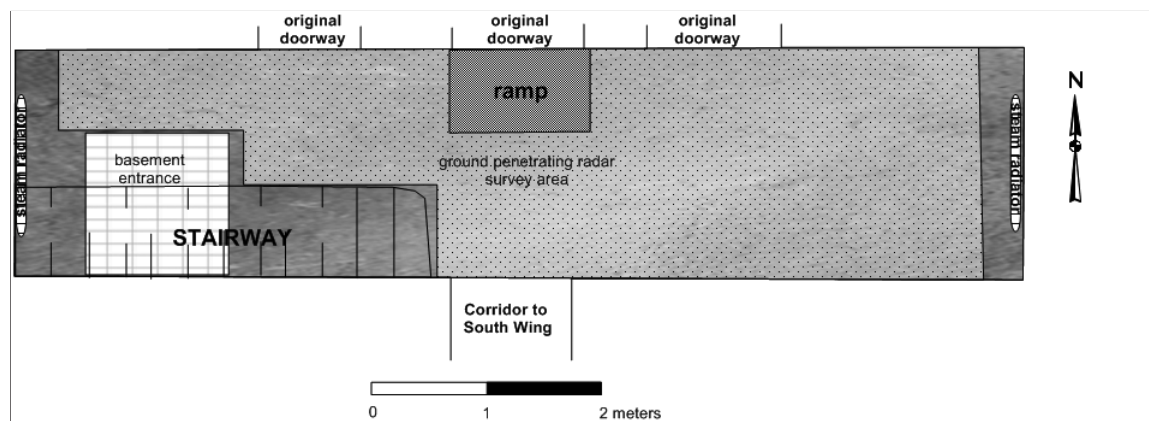 original
doorway
original
doorway
original
doorway
N
ramp
steam radiator
steam radiator
basement
entrance
ground penetrating radar
survey area
STAIRWAY
Corridor to
South Wing
0
1
2 meters